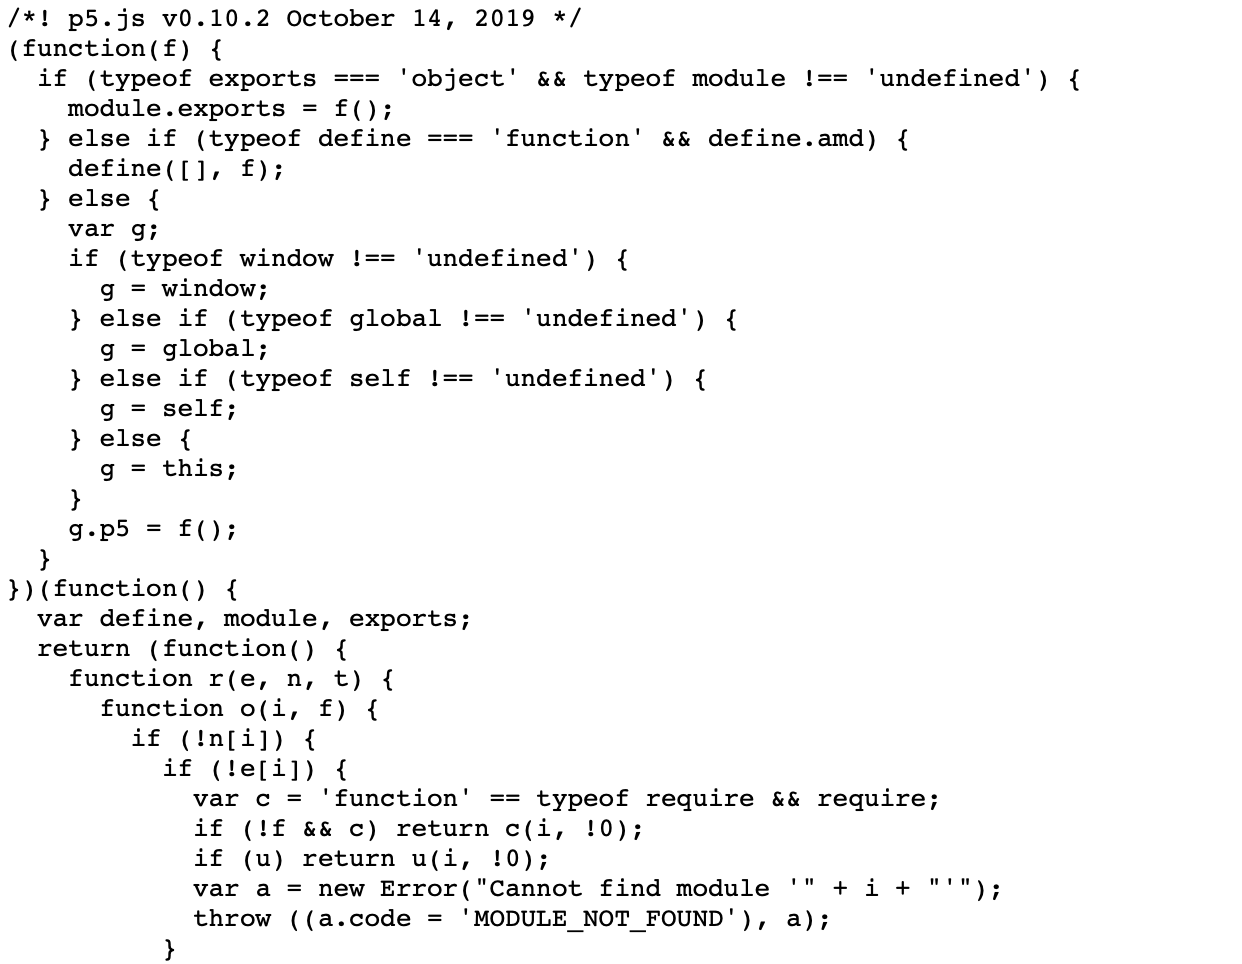 /*! p5.js v0.10.2 October 14, 2019 */
(function(f) {
  if (typeof exports === 'object' && typeof module !== 'undefined') {
    module.exports = f();
  } else if (typeof define === 'function' && define.amd) {
    define([], f);
  } else {
    var g;
    if (typeof window !== 'undefined') {
      g = window;
    } else if (typeof global !== 'undefined') {
      g = global;
    } else if (typeof self !== 'undefined') {
      g = self;
    } else {
      g = this;
    }
    g.p5 = f();
  }
})(function() {
  var define, module, exports;
  return (function() {
    function r(e, n, t) {
      function o(i, f) {
        if (!n[i]) {
          if (!e[i]) {
            var c = 'function' == typeof require && require;
            if (!f && c) return c(i, !0);
            if (u) return u(i, !0);
            var a = new Error("Cannot find module '" + i + "'");
            throw ((a.code = 'MODULE_NOT_FOUND'), a);
          }